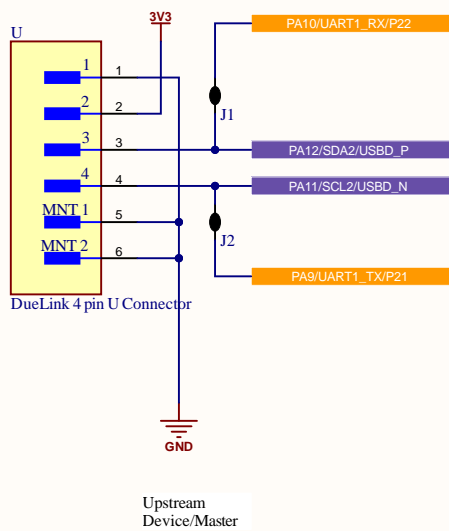 3V3
PA10/UART1_RX/P22
U
1
1
2
2
J1
3
3
PA12/SDA2/USBD_P
4
4
PA11/SCL2/USBD_N
MNT 1
5
J2
MNT 2
6
PA9/UART1_TX/P21
DueLink 4 pin U Connector
GND
Upstream
Device/Master